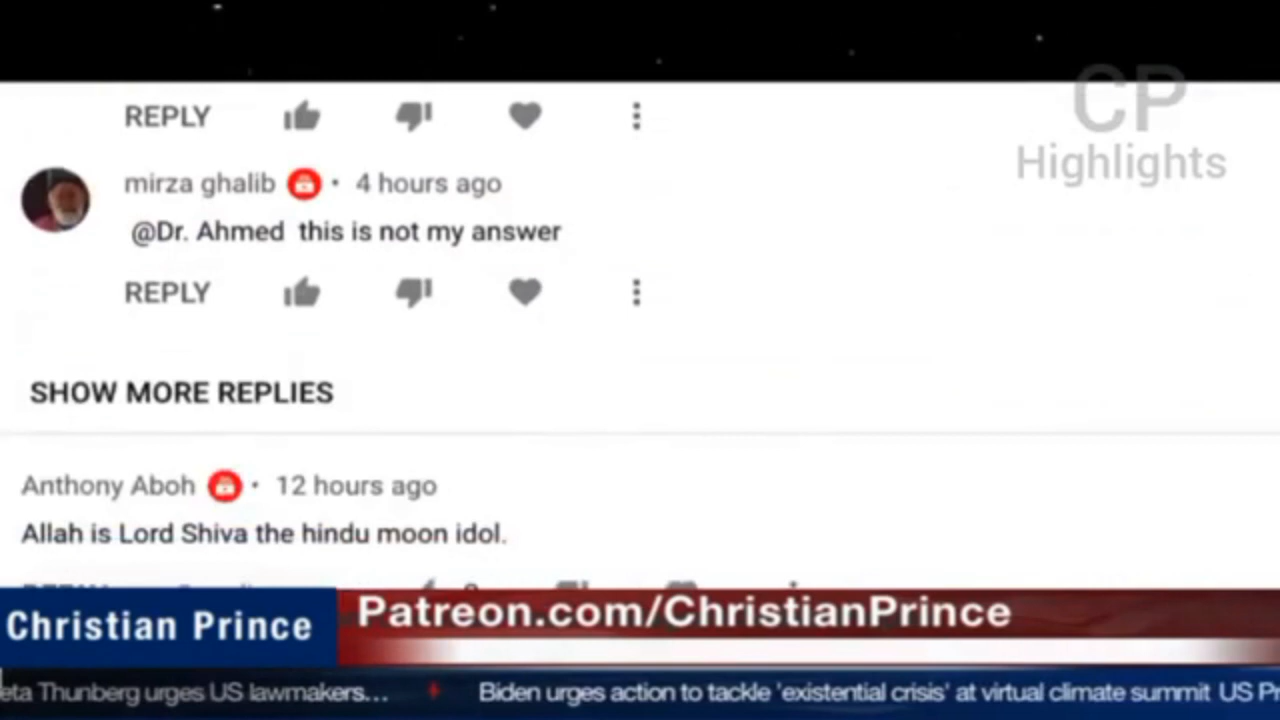 CP
Highlights
REPLY
mirza ghalib • 4 hours ago
@Dr. Ahmed this is not my answer
REPLY
SHOW MORE REPLIES
Anthony Aboh • 12 hours ago
Allah is Lord Shiva the hindu moon idol.
Christian Prince
Patreon.com/ChristianPrince
eta Thunberg urges US lawmakers... Biden urges action to tackle 'existential crisis' at virtual climate summit US Pr